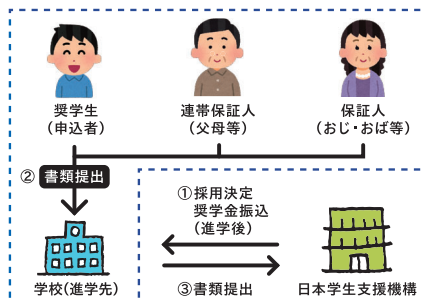 奨学生
(申込者)
連帯保証人
(父母等)
保証人
(おじ・おば等)
② 書類提出
①採用決定
奨学金振込
(進学後)
学校(進学先)
③書類提出
日本学生支援機構